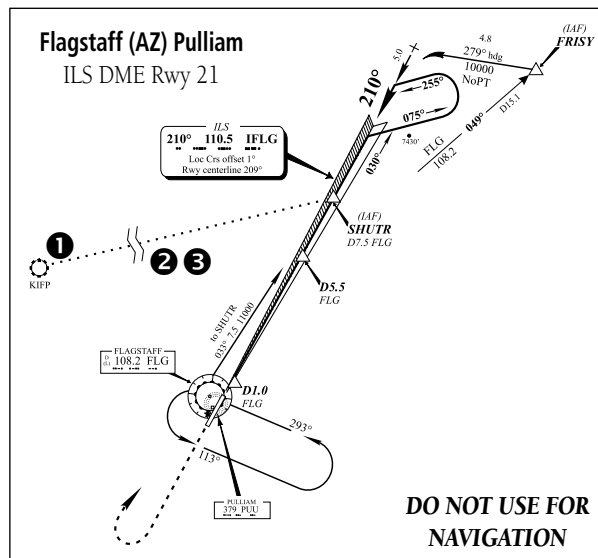 Flagstaff (AZ) Pulliam
ILS DME Rwy 21
(IAF)
FRISY
4.8
279° hdg
10000
NoPT
5.0
D15.1
049°
FLG
108.2
210°
255°
075°
7430'
030°
ILS
210° 110.5 IFLG
Loc Crs offset 1°
Rwy centerline 209°
(IAF)
SHUTR
D7.5 FLG
1
KIFP
2 3
D5.5
FLG
to SHUTR
033° 7.5 11000
FLAGSTAFF
D
(L) 108.2 FLG
D1.0
FLG
293°
113°
PULLIAM
379 PUU
DO NOT USE FOR
NAVIGATION